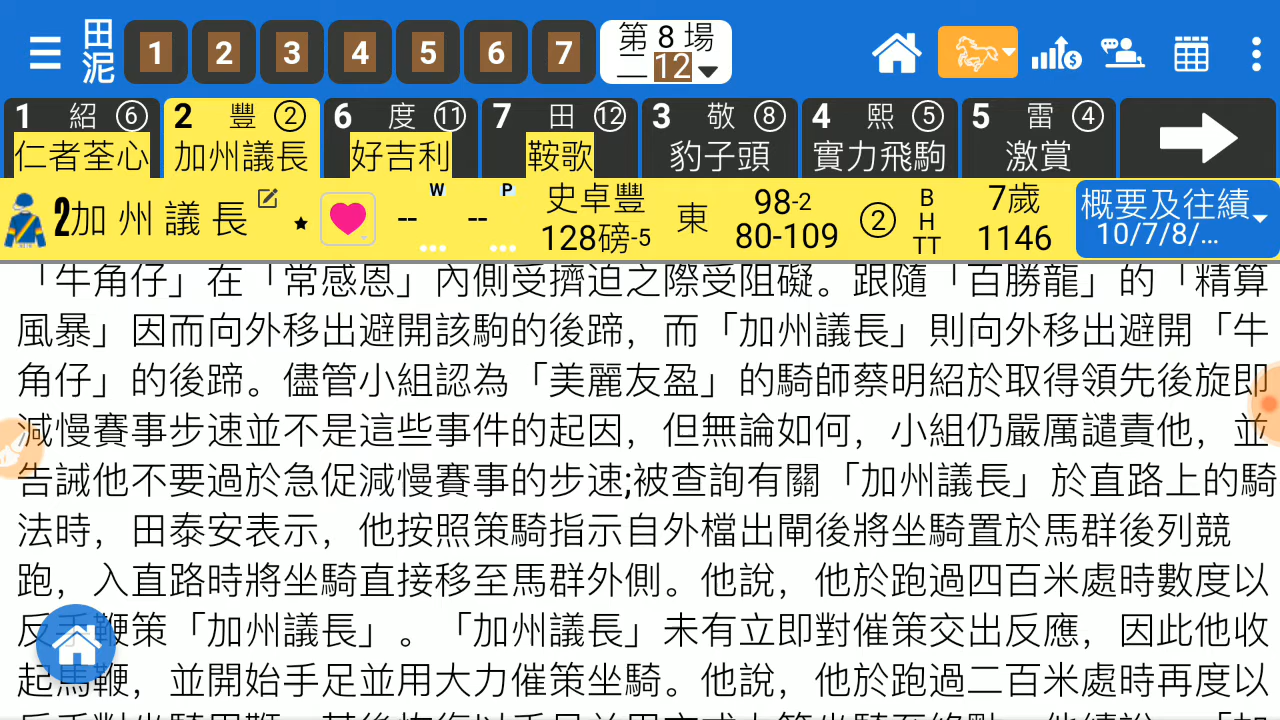 田泥 1 2 3 4 5 6 7 第 8 場
二 12
1 紹 6 2 豐 2 6 度 11 7 田 12 3 敬 8 4 熙 5 5 雷 4
仁者荃心 加州議長 好吉利 鞍歌 豹子頭 實力飛駒 激賞
2加州議長 W -- P -- 史卓豐 東 98-2 2 B H TT 7歲 概要及往績
128磅-5 80-109 1146 10/7/8/...
「牛角仔」在「常感恩」內側受擠迫之際受阻礙。跟隨「百勝龍」的「精算
風暴」因而向外移出避開該駒的後蹄，而「加州議長」則向外移出避開「牛
角仔」的後蹄。儘管小組認為「美麗友盈」的騎師蔡明紹於取得領先後旋即
減慢賽事步速並不是這些事件的起因，但無論如何，小組仍嚴厲譴責他，並
告誡他不要過於急促減慢賽事的步速;被查詢有關「加州議長」於直路上的騎
法時，田泰安表示，他按照策騎指示自外檔出閘後將坐騎置於馬群後列競
跑，入直路時將坐騎直接移至馬群外側。他說，他於跑過四百米處時數度以
反手鞭策「加州議長」。「加州議長」未有立即對催策交出反應，因此他收
起馬鞭，並開始手足並用大力催策坐騎。他說，他於跑過二百米處時再度以